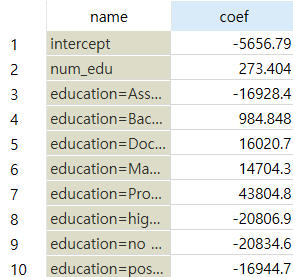 name coef
1 intercept -5656.79
2 num_edu 273.404
3 education=Ass... -16928.4
4 education=Bac... 984.848
5 education=Doc... 16020.7
6 education=Ma... 14704.3
7 education=Pro... 43804.8
8 education=hig... -20806.9
9 education=no ... -20834.6
10 education=pos... -16944.7